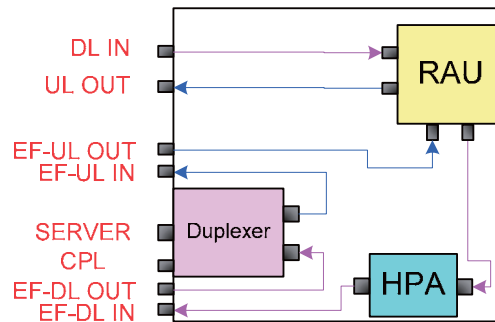 DL IN
UL OUT
RAU
EF-UL OUT
EF-UL IN
SERVER
Duplexer
CPL
EF-DL OUT
EF-DL IN
HPA